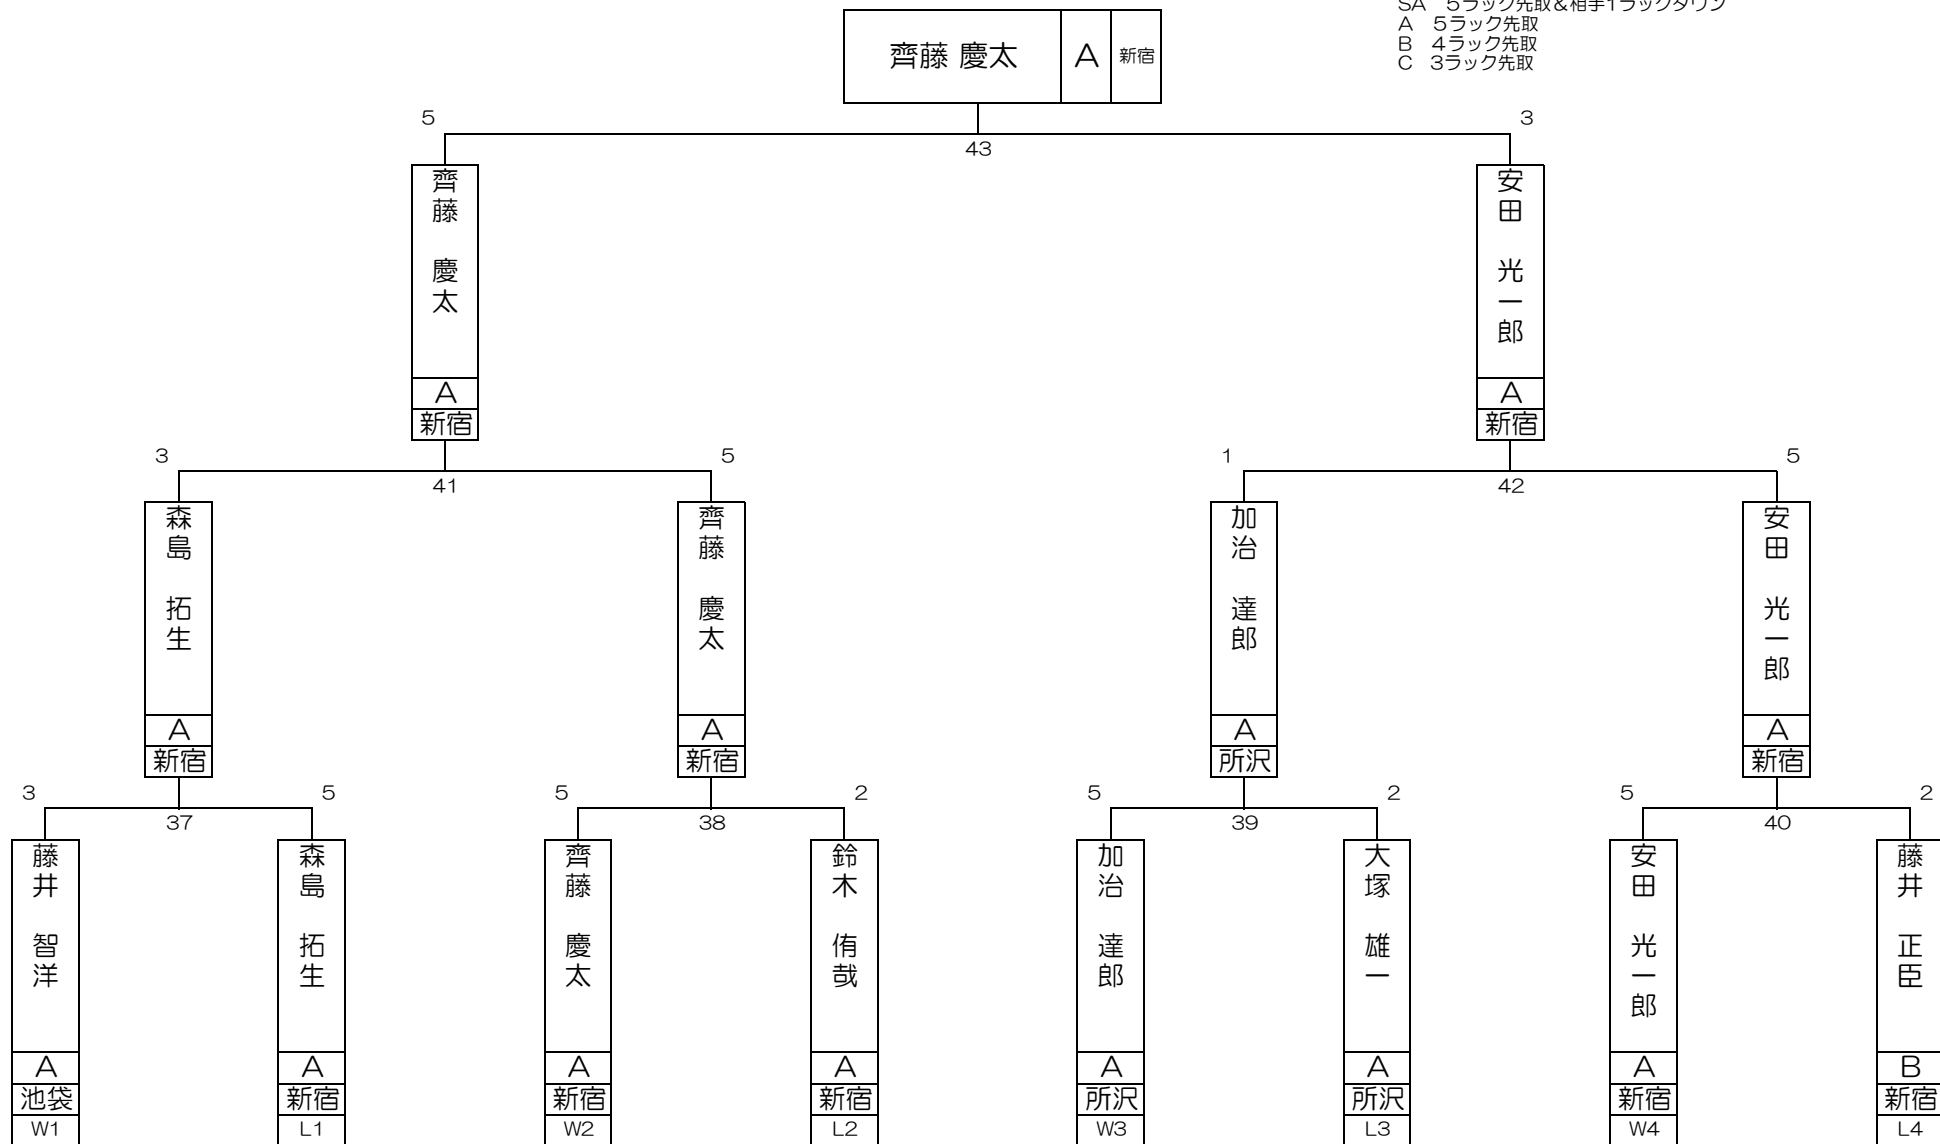 SA 5ラック先取&相手1ラックダウン
A 5ラック先取
B 4ラック先取
C 3ラック先取
齊藤 慶太 A 新宿
5 3
43
齊藤 慶太
安田 光一郎
A A
新宿 新宿
3 5 1 5
41 42
森島 拓生
齊藤 慶太
加治 達郎
安田 光一郎
A A A A
新宿 新宿 所沢 新宿
3 5 5 2 5 2 5 2
37 38 39 40
藤井 智洋
森島 拓生
齊藤 慶太
鈴木 侑哉
加治 達郎
大塚 雄一
安田 光一郎
藤井 正臣
A A A A A A A B
池袋 新宿 新宿 新宿 所沢 所沢 新宿 新宿
W1 L1 W2 L2 W3 L3 W4 L4